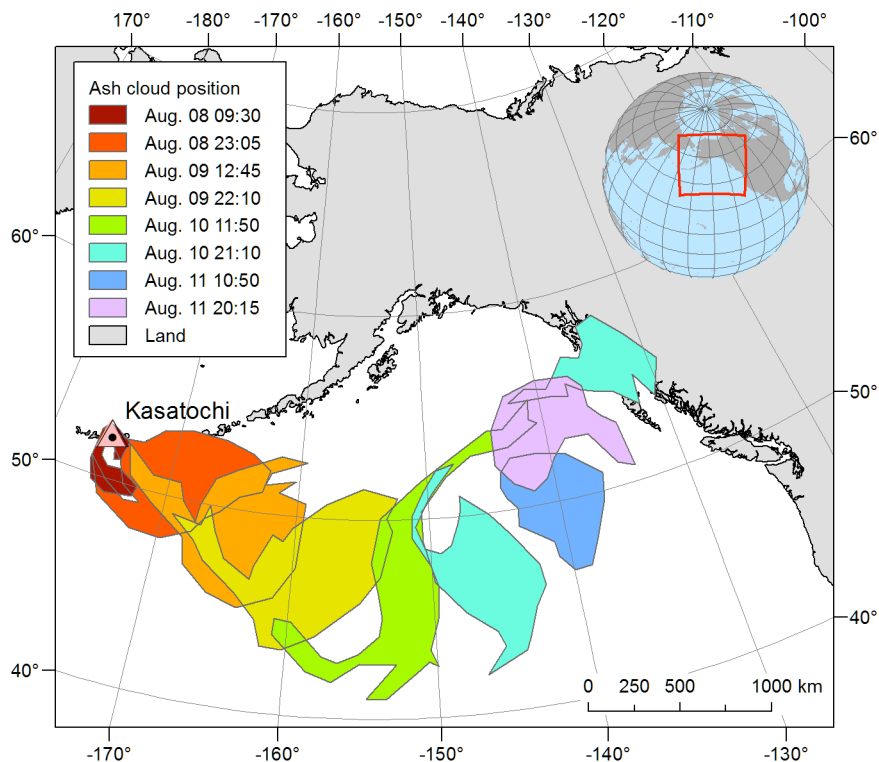 170° -180° -170° -160° -150° -140° -130° -120° -110° -100°
Ash cloud position
Aug. 08 09:30
Aug. 08 23:05
Aug. 09 12:45
Aug. 09 22:10
Aug. 10 11:50
Aug. 10 21:10
Aug. 11 10:50
Aug. 11 20:15
Land
60°
60°
50°
Kasatochi
50°
40°
40°
0 250 500 1000 km
-170° -160° -150° -140° -130°